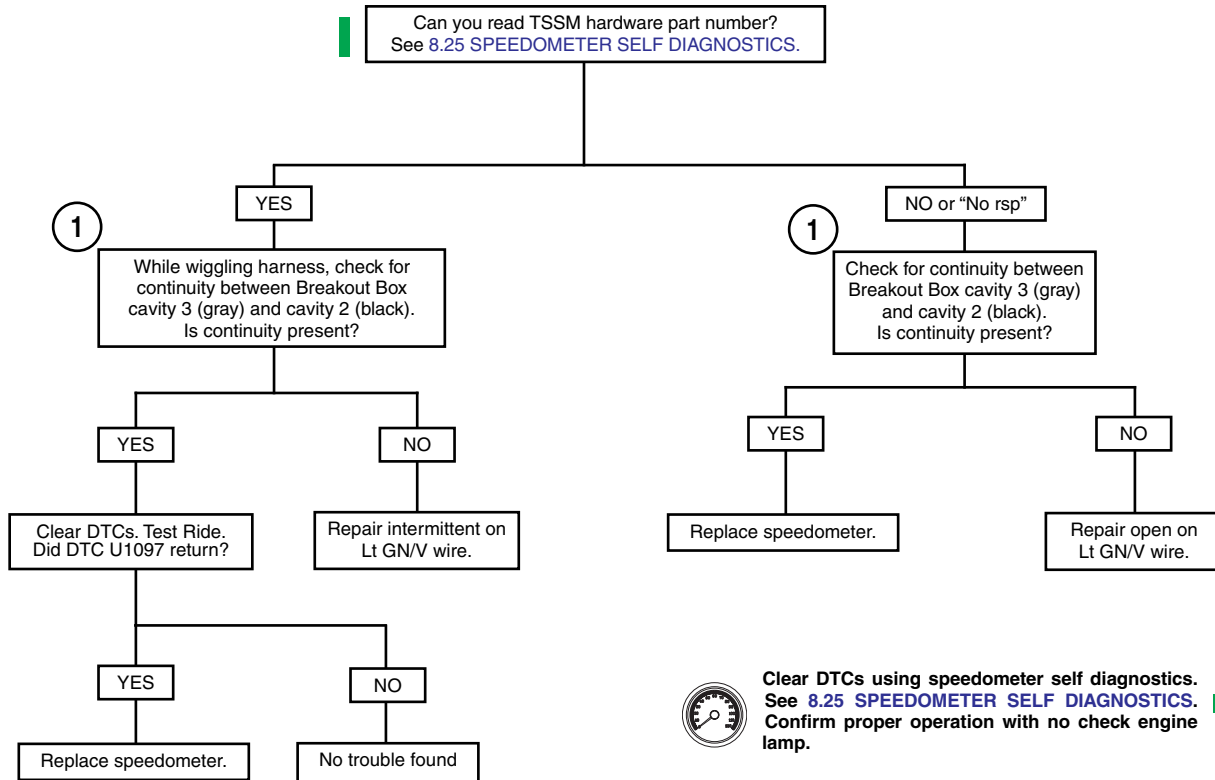 Can you read TSSM hardware part number?
See 8.25 SPEEDOMETER SELF DIAGNOSTICS.
YES
NO or “No rsp”
1
While wiggling harness, check for
continuity between Breakout Box
cavity 3 (gray) and cavity 2 (black).
Is continuity present?
1
Check for continuity between
Breakout Box cavity 3 (gray)
and cavity 2 (black).
Is continuity present?
YES
NO
YES
NO
Clear DTCs. Test Ride.
Did DTC U1097 return?
Repair intermittent on
Lt GN/V wire.
Replace speedometer.
Repair open on
Lt GN/V wire.
YES
NO
Replace speedometer.
No trouble found
Clear DTCs using speedometer self diagnostics.
See 8.25 SPEEDOMETER SELF DIAGNOSTICS.
Confirm proper operation with no check engine
lamp.